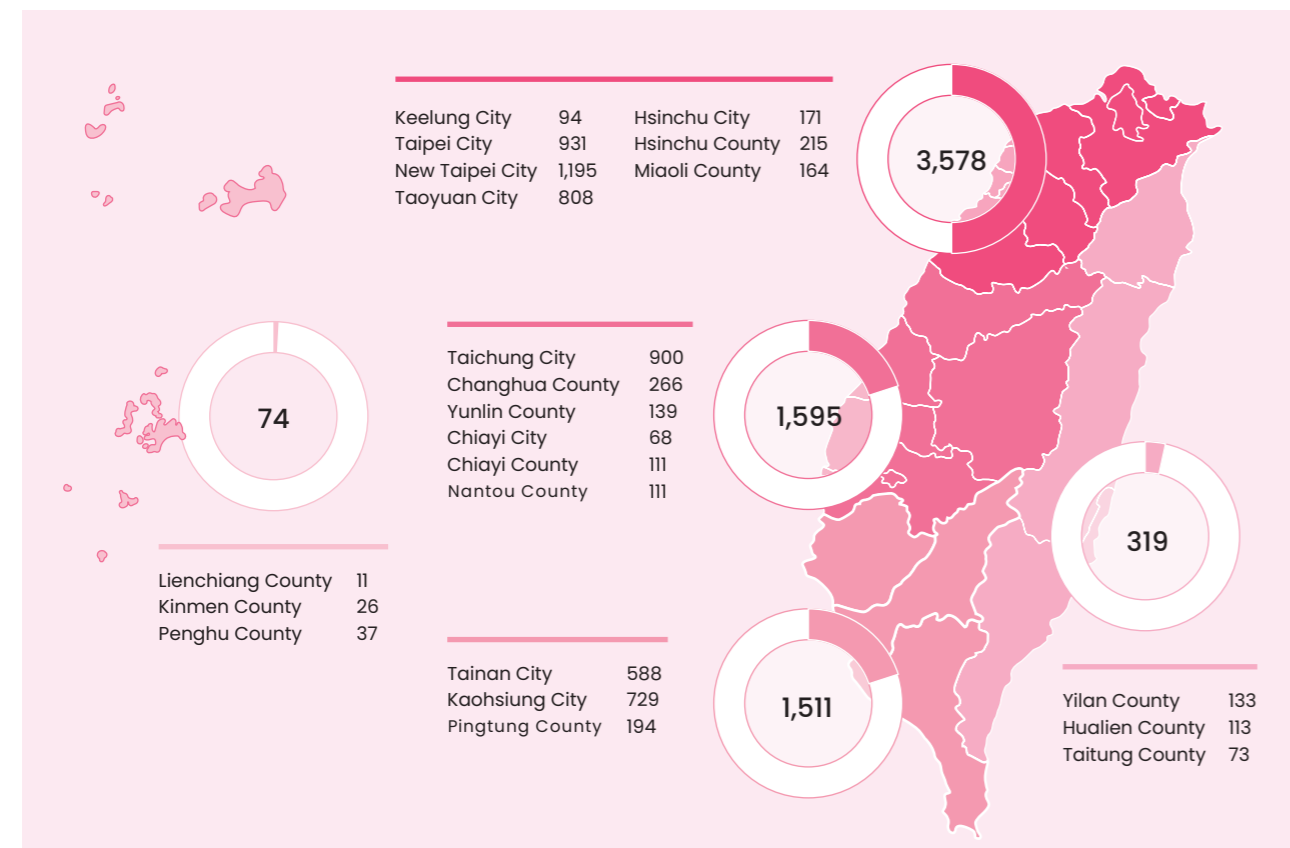 Keelung City 94 Hsinchu City 171
Taipei City 931 Hsinchu County 215
New Taipei City 1,195 Miaoli County 164
Taoyuan City 808
3,578
Taichung City 900
Changhua County 266
Yunlin County 139
Chiayi City 68
Chiayi County 111
Nantou County 111
1,595
74
Lienchiang County 11
Kinmen County 26
Penghu County 37
Tainan City 588
Kaohsiung City 729
Pingtung County 194
1,511
319
Yilan County 133
Hualien County 113
Taitung County 73